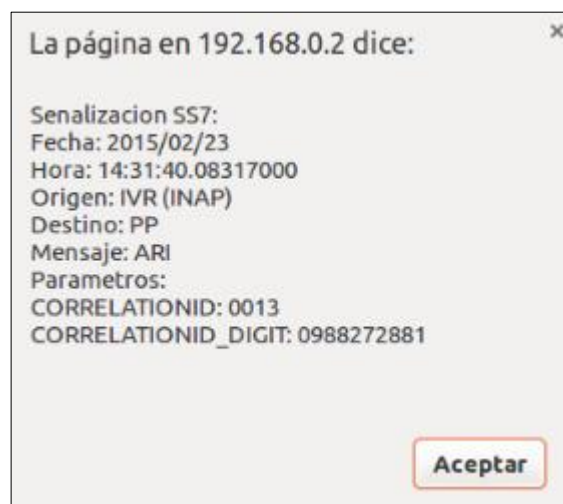 La página en 192.168.0.2 dice:
×
Senalizacion SS7:
Fecha: 2015/02/23
Hora: 14:31:40.08317000
Origen: IVR (INAP)
Destino: PP
Mensaje: ARI
Parametros:
CORRELATIONID: 0013
CORRELATIONID_DIGIT: 0988272881
Aceptar